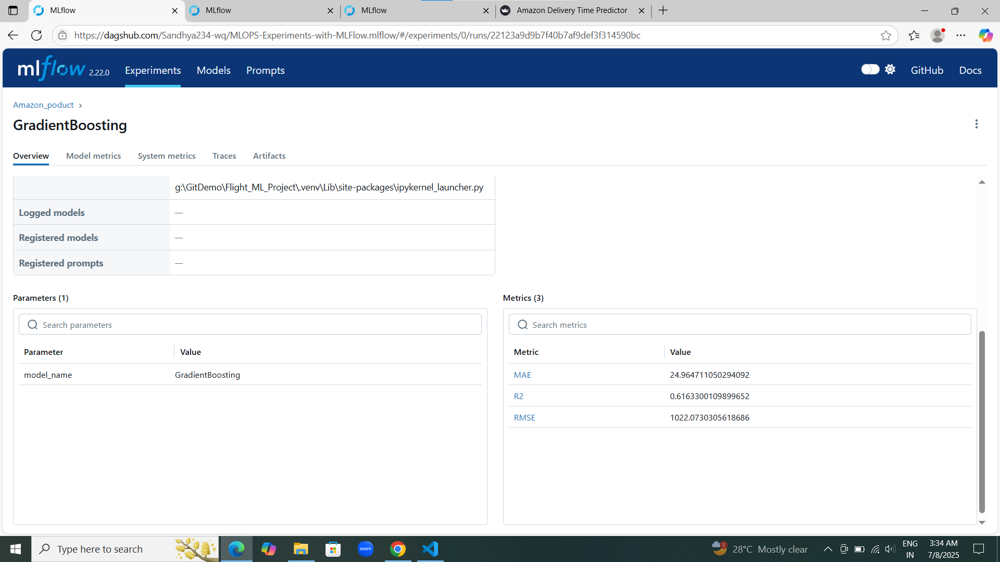 MLflow
MLflow
MLflow
Amazon Delivery Time Predictor
https://dagshub.com/Sandhya234-wq/MLOPS-Experiments-with-MLFlow.mlflow/#/experiments/0/runs/22123a9d9b7f40b7af9def3f314590bc
mlflow 2.22.0 Experiments Models Prompts GitHub Docs
Amazon_poduct
GradientBoosting
Overview Model metrics System metrics Traces Artifacts
g:\GitDemo\Flight_ML_Project\.venv\Lib\site-packages\ipykernel_launcher.py
Logged models —
Registered models —
Registered prompts —
Parameters (1)
Search parameters
Parameter Value
model_name GradientBoosting
Metrics (3)
Search metrics
Metric Value
MAE 24.964711050294092
R2 0.6163300109899652
RMSE 1022.0730305618686
Type here to search
zoom
1
28°C Mostly clear
ENG
IN
3:34 AM
7/8/2025